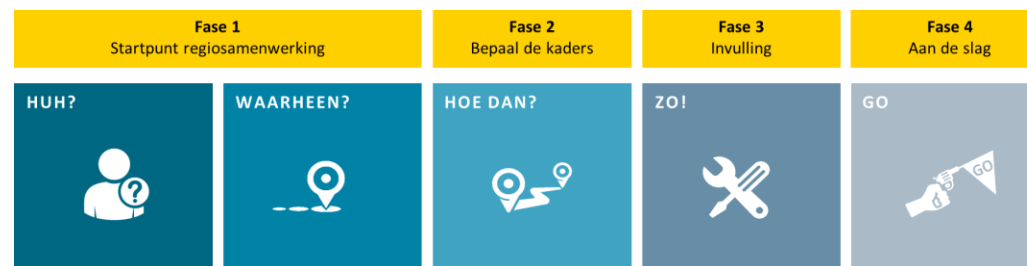 Fase 1
Startpunt regiosamenwerking
Fase 2
Bepaal de kaders
Fase 3
Invulling
Fase 4
Aan de slag
HUH?
WAARHEEN?
HOE DAN?
ZO!
GO
?
GO